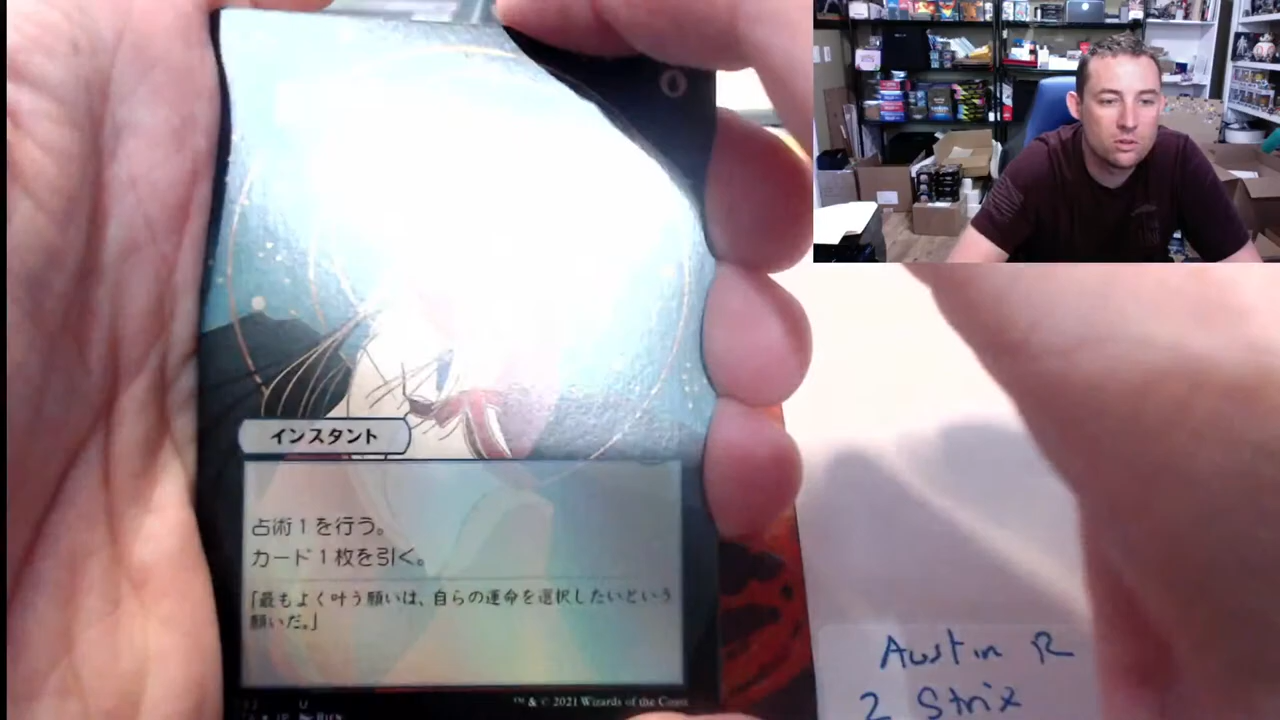 インスタント
占術1を行う。
カード1枚を引く。
「最もよく叶う願いは、自らの運命を選択したいという
願いだ。」
™ & © 2021 Wizards of the Coast
Austin R
2 Strix